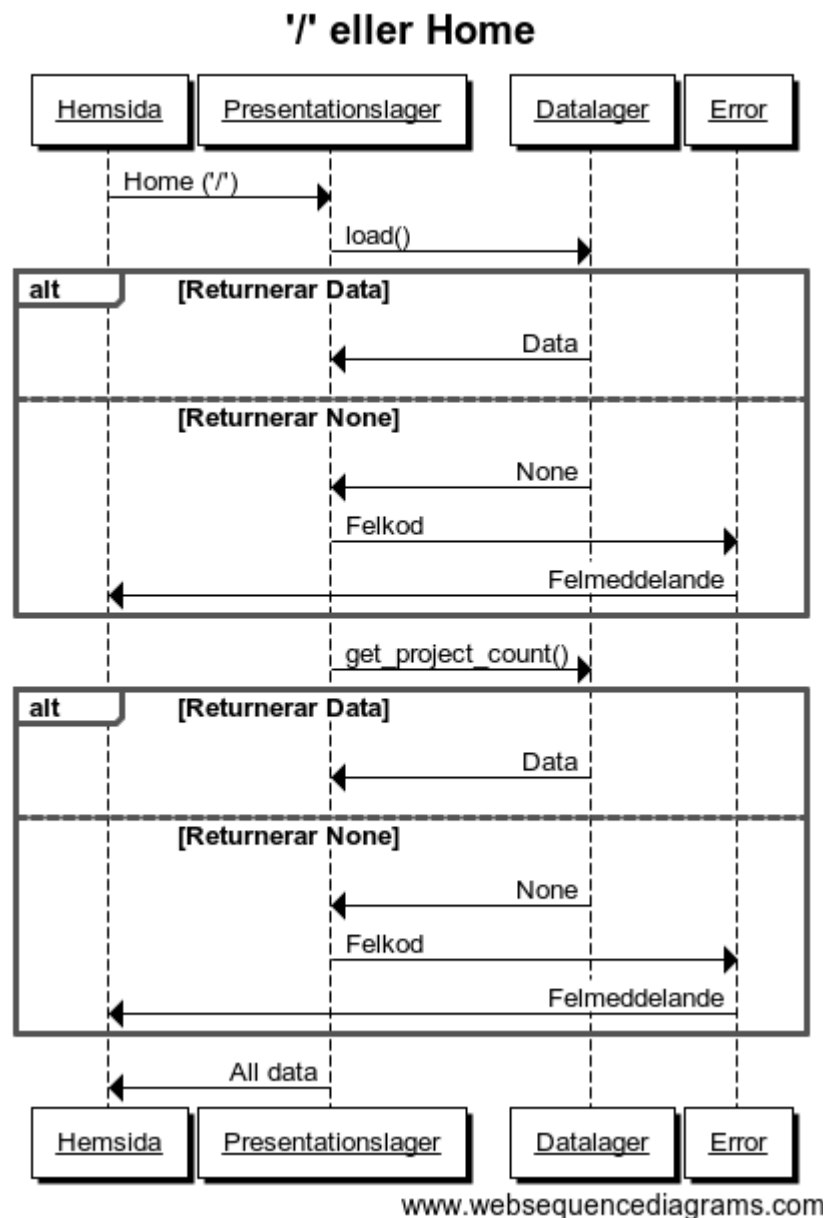 '/' eller Home
Hemsida Presentationslager Datalager Error
Home ('/')
load()
alt [Returnerar Data]
Data
[Returnerar None]
None
Felkod
Felmeddelande
get_project_count()
alt [Returnerar Data]
Data
[Returnerar None]
None
Felkod
Felmeddelande
All data
Hemsida Presentationslager Datalager Error
www.websequencediagrams.com